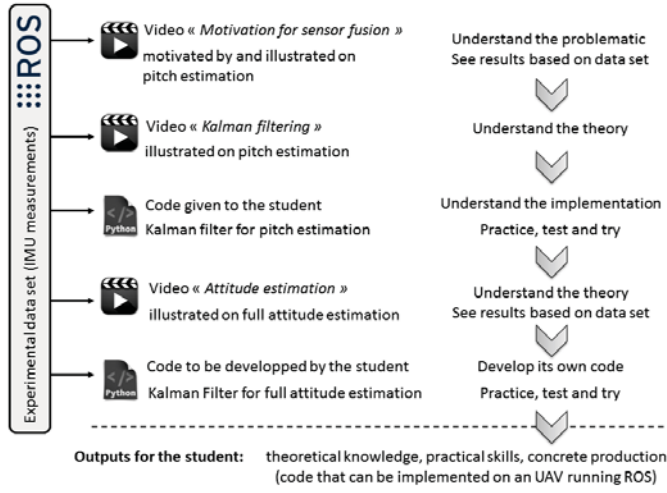 ROS
Experimental data set (IMU measurements)
Video « Motivation for sensor fusion »
motivated by and illustrated on
pitch estimation
Understand the problematic
See results based on data set
Video « Kalman filtering »
illustrated on pitch estimation
Understand the theory
</>
Python
Code given to the student
Kalman filter for pitch estimation
Understand the implementation
Practice, test and try
Video « Attitude estimation »
illustrated on full attitude estimation
Understand the theory
See results based on data set
</>
Python
Code to be developped by the student
Kalman Filter for full attitude estimation
Develop its own code
Practice, test and try
Outputs for the student: theoretical knowledge, practical skills, concrete production
(code that can be implemented on an UAV running ROS)